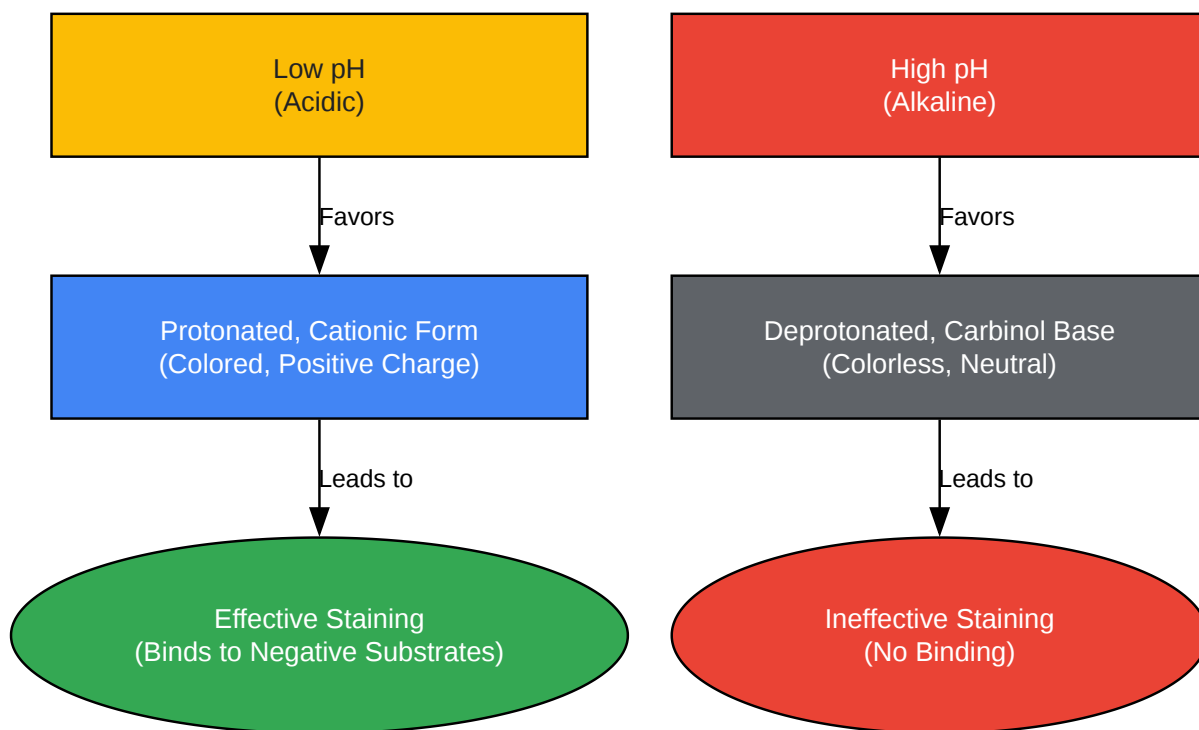 Low pH
(Acidic)
Favors
Protonated, Cationic Form
(Colored, Positive Charge)
Leads to
Effective Staining
(Binds to Negative Substrates)
High pH
(Alkaline)
Favors
Deprotonated, Carbinol Base
(Colorless, Neutral)
Leads to
Ineffective Staining
(No Binding)